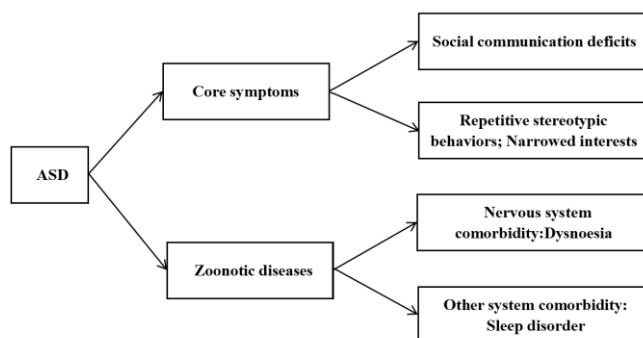 ASD
Core symptoms
Social communication deficits
Repetitive stereotypic
behaviors; Narrowed interests
Zoonotic diseases
Nervous system
comorbidity:Dysnoesia
Other system comorbidity:
Sleep disorder